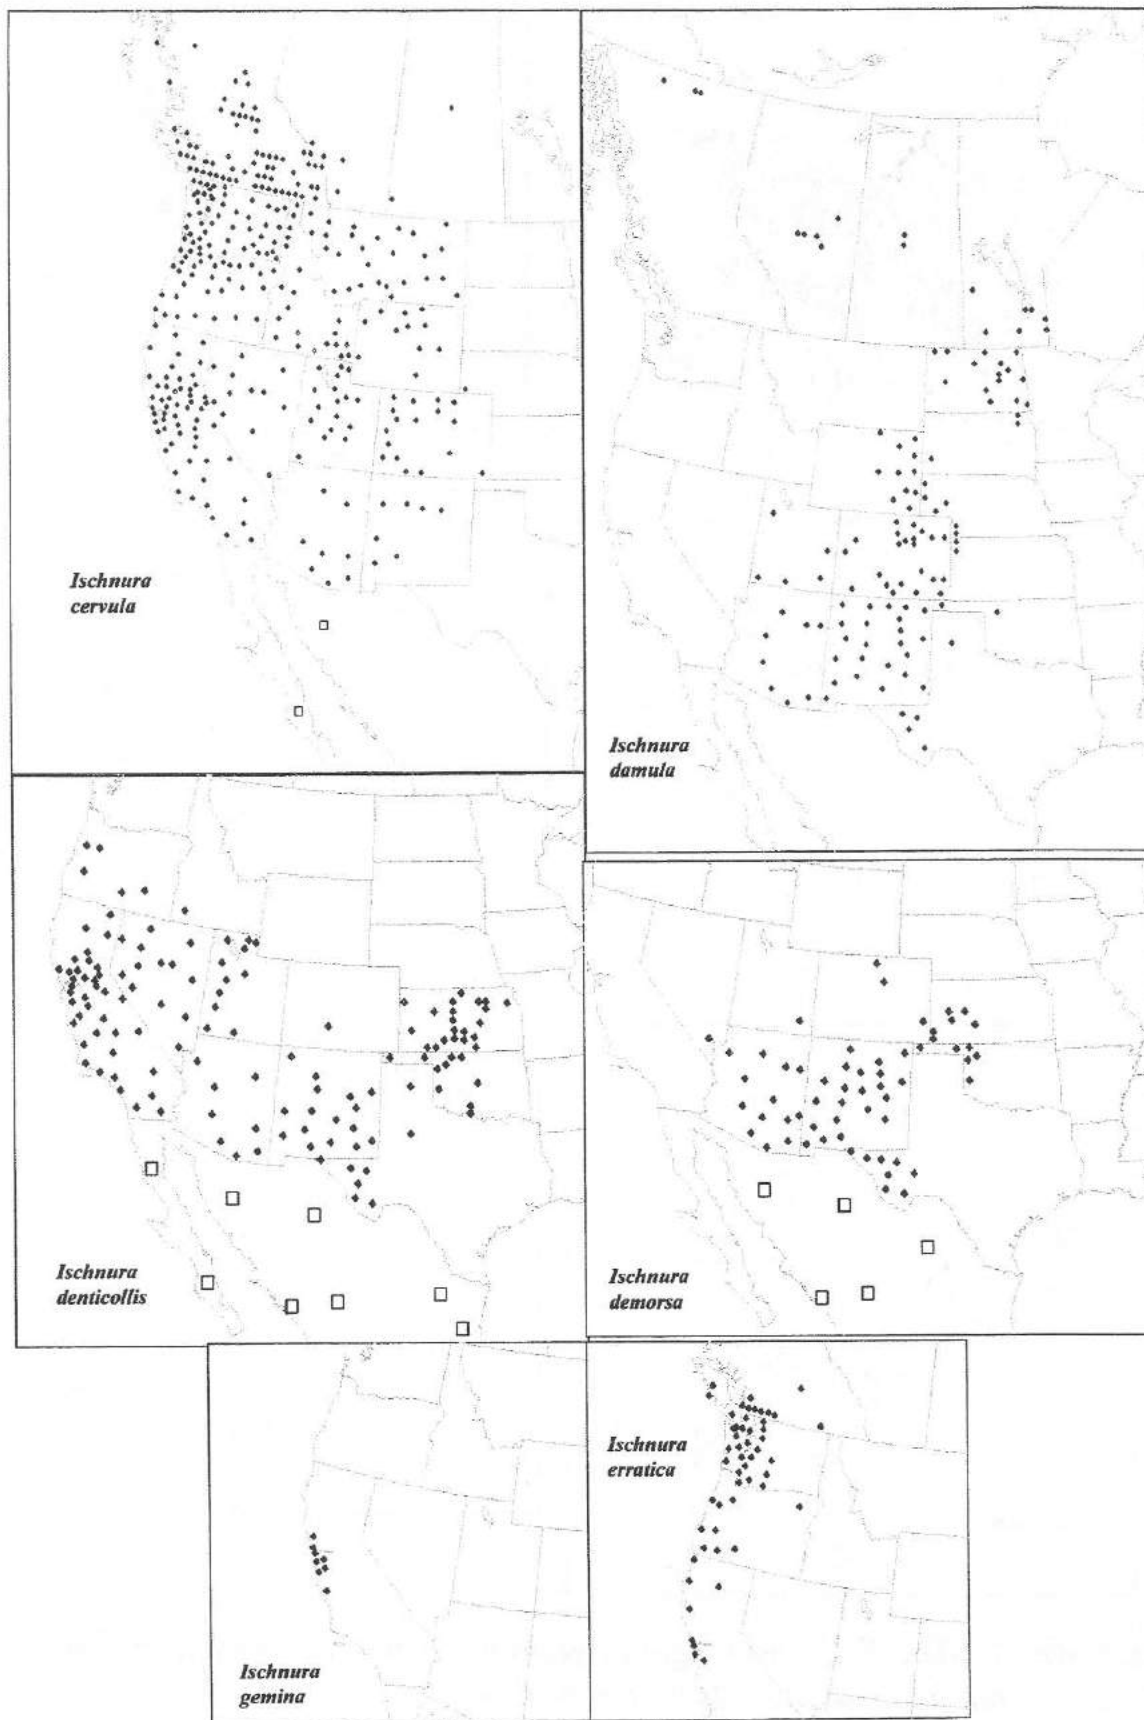 Ischnura
cervula
Ischnura
damula
Ischnura
denticollis
Ischnura
demorsa
Ischnura
gemina
Ischnura
erratica